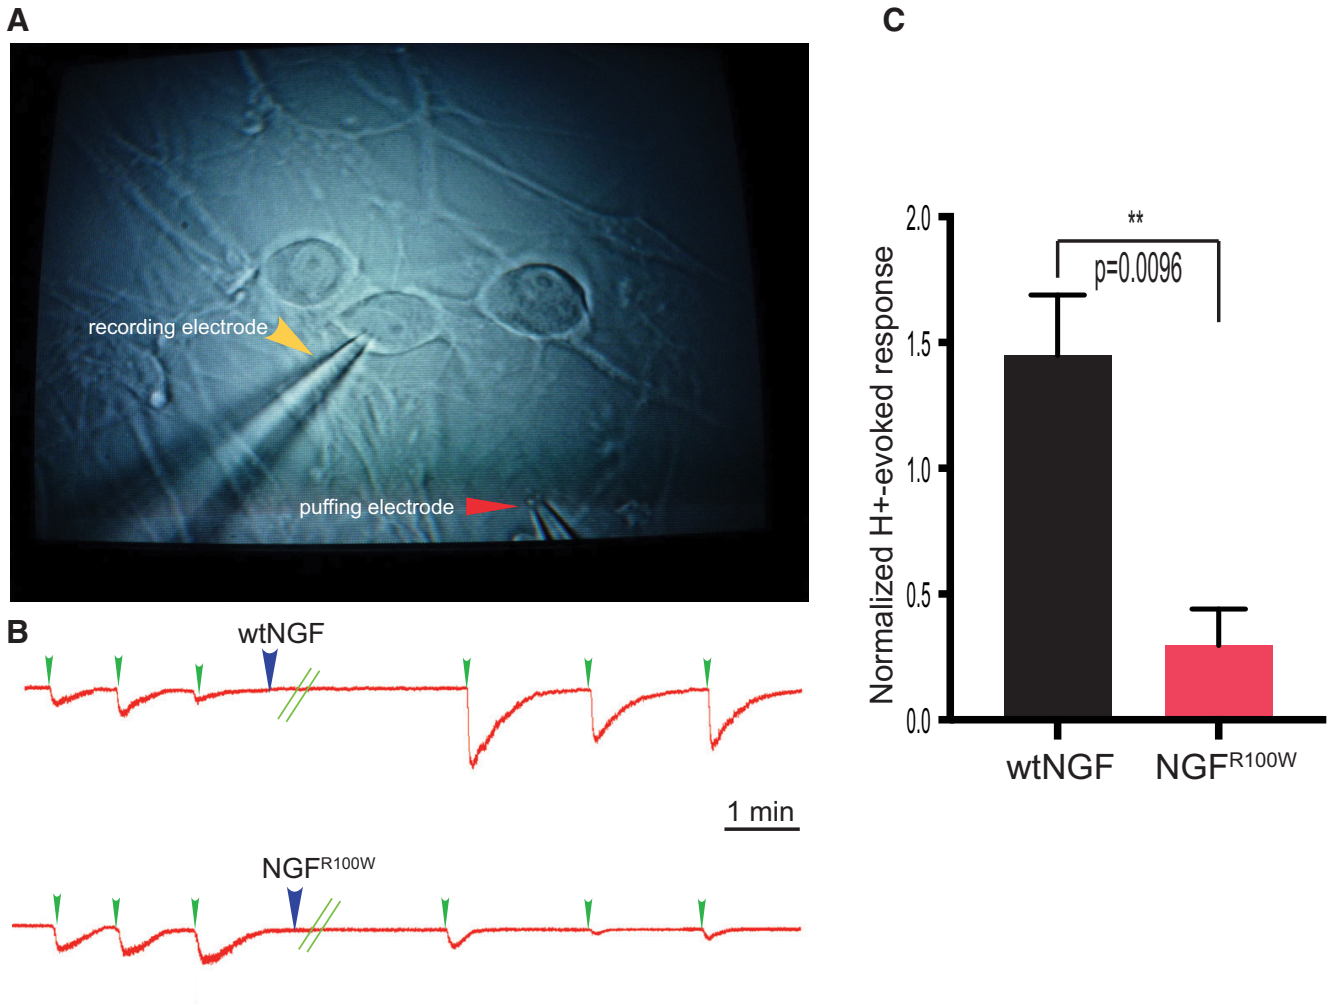 A
recording electrode
puffing electrode
B
wtNGF
1 min
NGFR100W
C
Normalized H+-evoked response
2.0
1.5
1.0
0.5
0.0
**
p=0.0096
wtNGF
NGFR100W